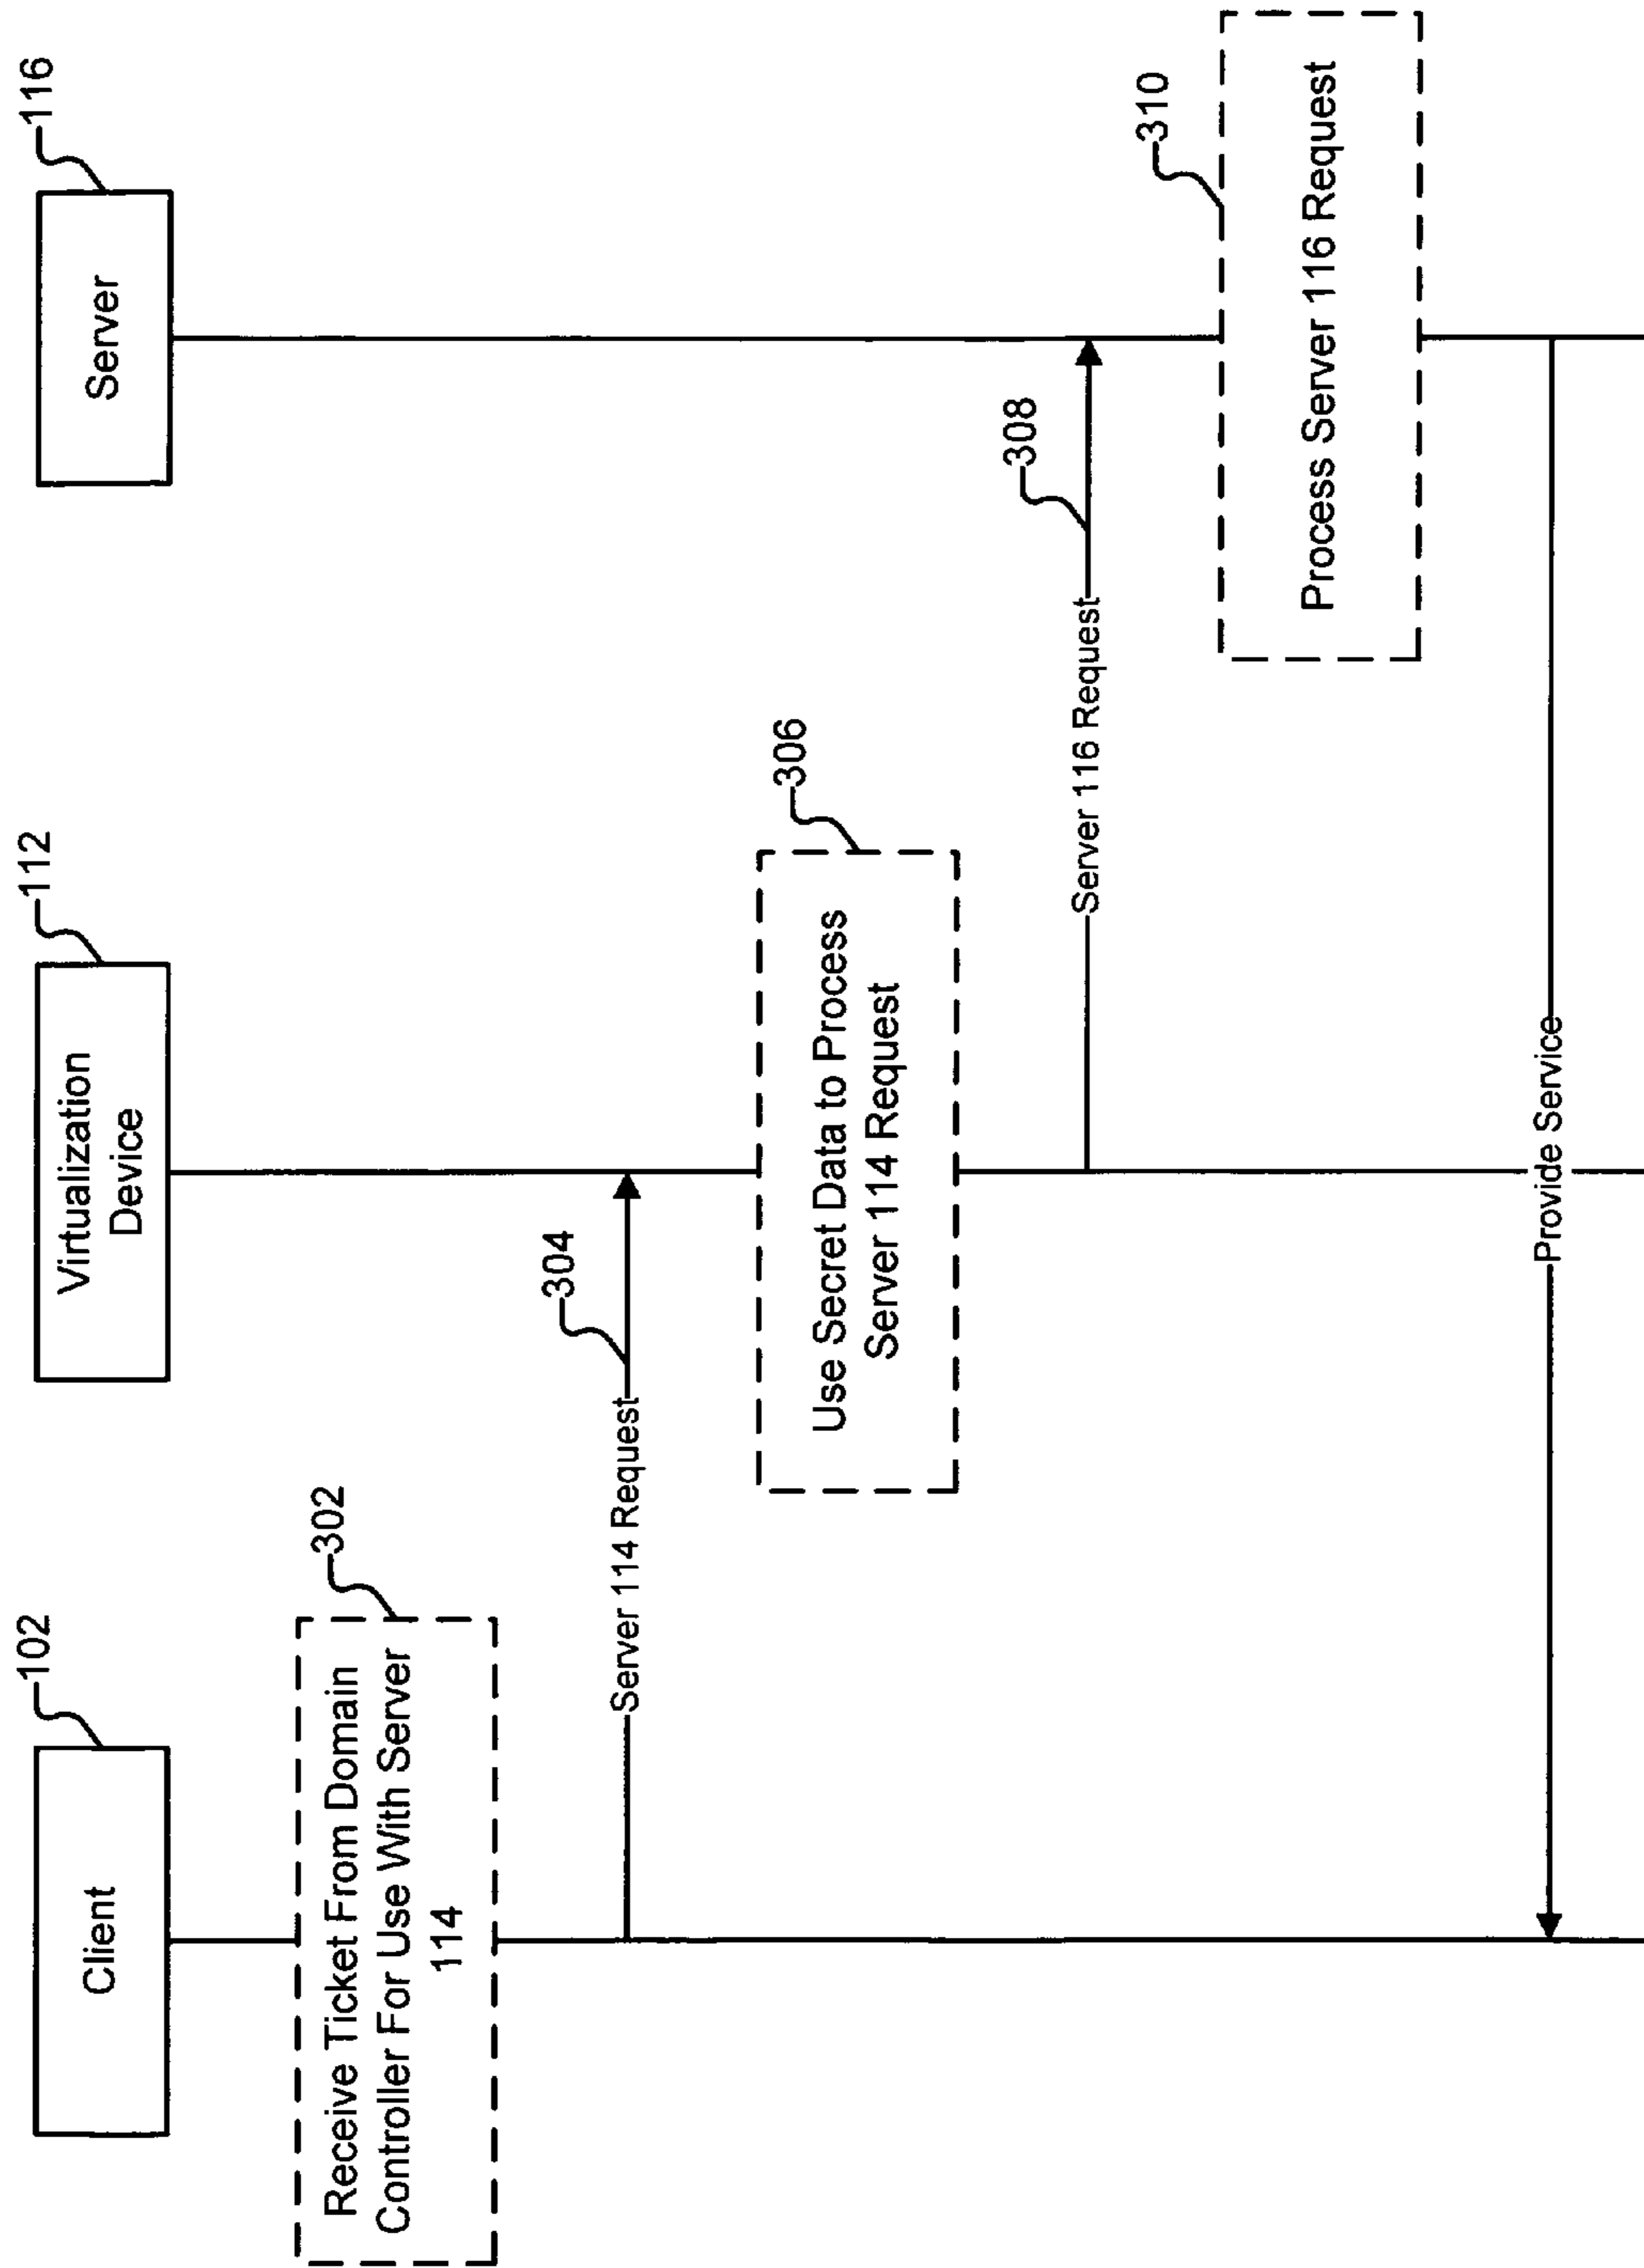 Client
102
Virtualization
Device
112
Server
116
Receive Ticket From Domain
Controller For Use With Server
114
302
Server 114 Request
304
Use Secret Data to Process
Server 114 Request
306
Server 116 Request
308
Process Server 116 Request
310
Provide Service